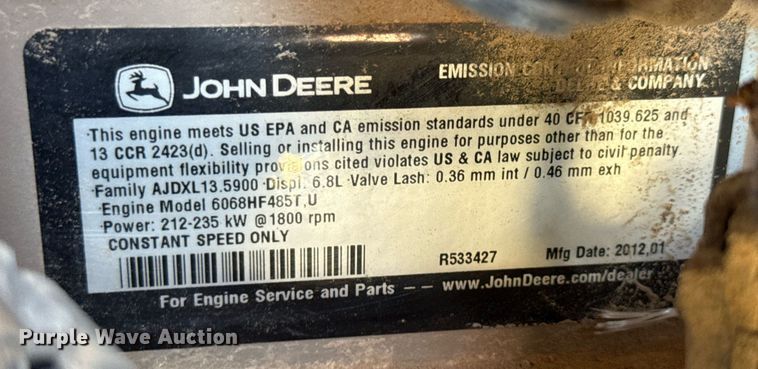 JOHN DEERE
EMISSION
& COMPANY
This engine meets US EPA and CA emission standards under 40 CFR 1039.625 and
13 CCR 2423(d). Selling or installing this engine for purposes other than for the
equipment flexibility provisions cited violates US & CA law subject to civil penalty
·Family AJDXL13.5900 ·Displ. 6.8L ·Valve Lash: 0.36 mm int / 0.46 mm exh
·Engine Model 6068HF485T,U
·Power: 212-235 kW @1800 rpm
CONSTANT SPEED ONLY
R533427 Mfg Date: 2012,01
For Engine Service and Parts – – www.JohnDeere.com/dealer
Purple Wave Auction